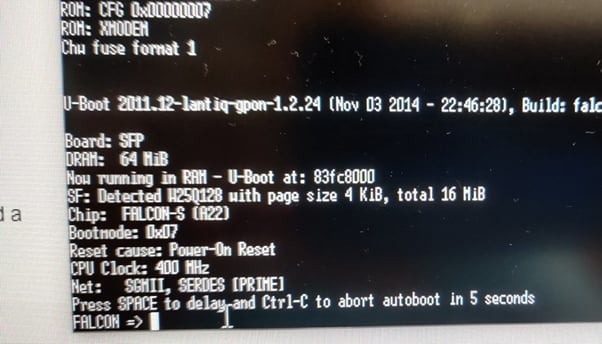 ROM: CFG 0x00000007
ROM: XMODEM
Chw fuse format 1
U-Boot 2011.12-lantiq-gpon-1.2.24 (Nov 03 2014 - 22:46:28), Build: falc
Board: SFP
DRAM: 64 MiB
Now running in RAM - U-Boot at: 83fc8000
SF: Detected W25Q128 with page size 4 KiB, total 16 MiB
d a
Chip: FALCON-S (A22)
Bootmode: 0x07
Reset cause: Power-On Reset
CPU Clock: 400 MHz
Net: SGMII, SERDES [PRIME]
Press SPACE to delay and Ctrl-C to abort autoboot in 5 seconds
FALCON =>